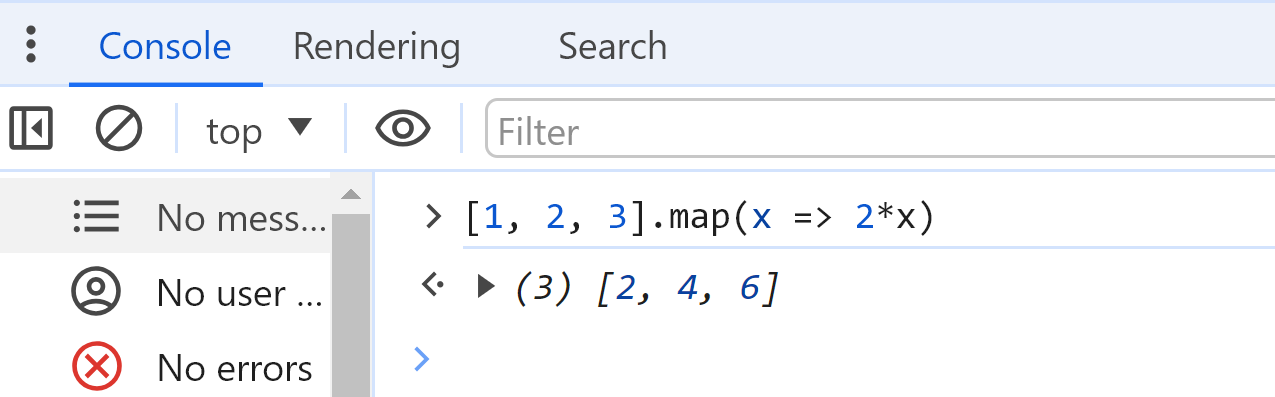 Console Rendering Search
top Filter
No mess...
No user ...
No errors
> [1, 2, 3].map(x => 2*x)
(3) [2, 4, 6]
>